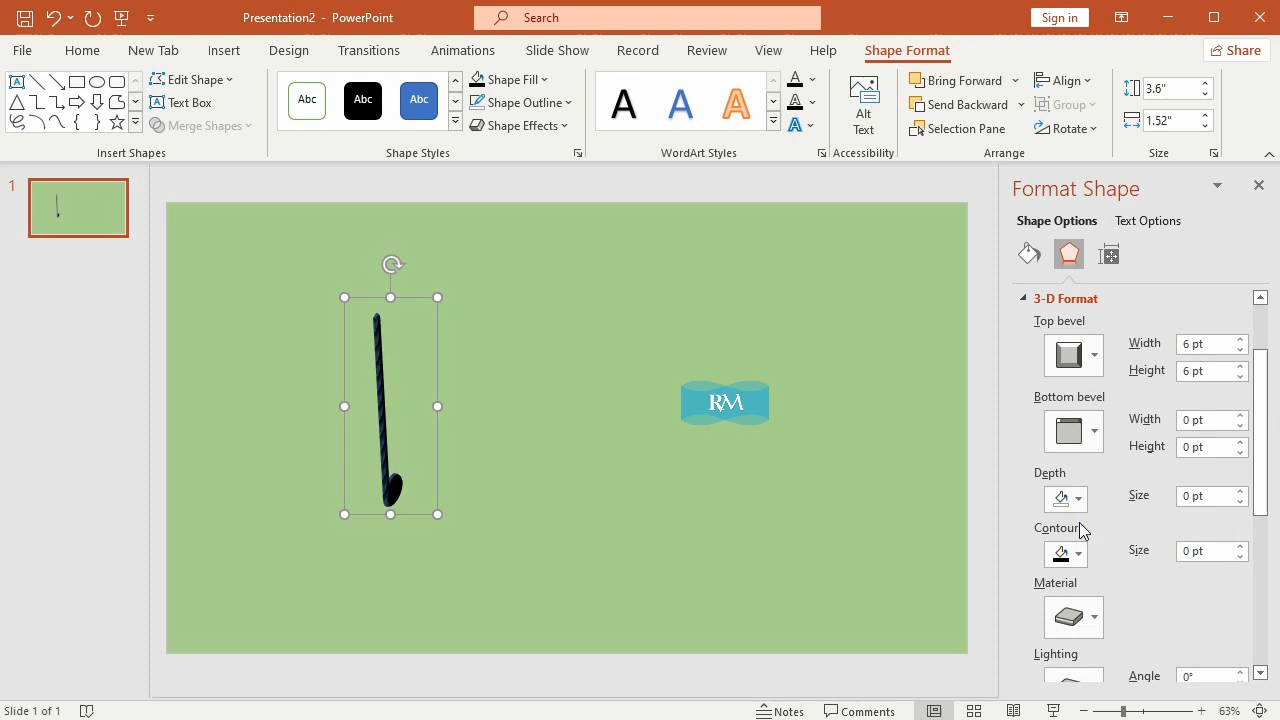 Presentation2 - PowerPoint
Search
Sign in
File Home New Tab Insert Design Transitions Animations Slide Show Record Review View Help Shape Format Share
Edit Shape
Text Box
Merge Shapes
Insert Shapes
Abc Abc Abc
Shape Fill
Shape Outline
Shape Effects
Shape Styles
A A A
WordArt Styles
Alt
Text
Accessibility
Bring Forward
Send Backward
Selection Pane
Align
Group
Rotate
Arrange
3.6"
1.52"
Size
1
RM
Format Shape
Shape Options Text Options
3-D Format
Top bevel
Width 6 pt
Height 6 pt
Bottom bevel
Width 0 pt
Height 0 pt
Depth
Size 0 pt
Contour
Size 0 pt
Material
Lighting
Angle 0°
Slide 1 of 1
Notes
Comments
63%